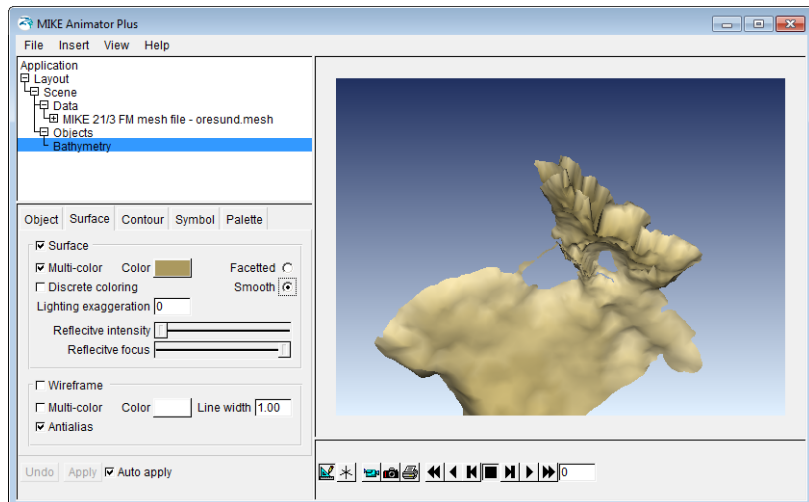 MIKE Animator Plus
File Insert View Help
Application
Layout
Scene
Data
MIKE 21/3 FM mesh file - oresund.mesh
Objects
Bathymetry
Object Surface Contour Symbol Palette
Surface
Multi-color Color Facetted
Discrete coloring Smooth
Lighting exaggeration 0
Reflecitve intensity
Reflecitve focus
Wireframe
Multi-color Color Line width 1.00
Antialias
Undo Apply Auto apply
0